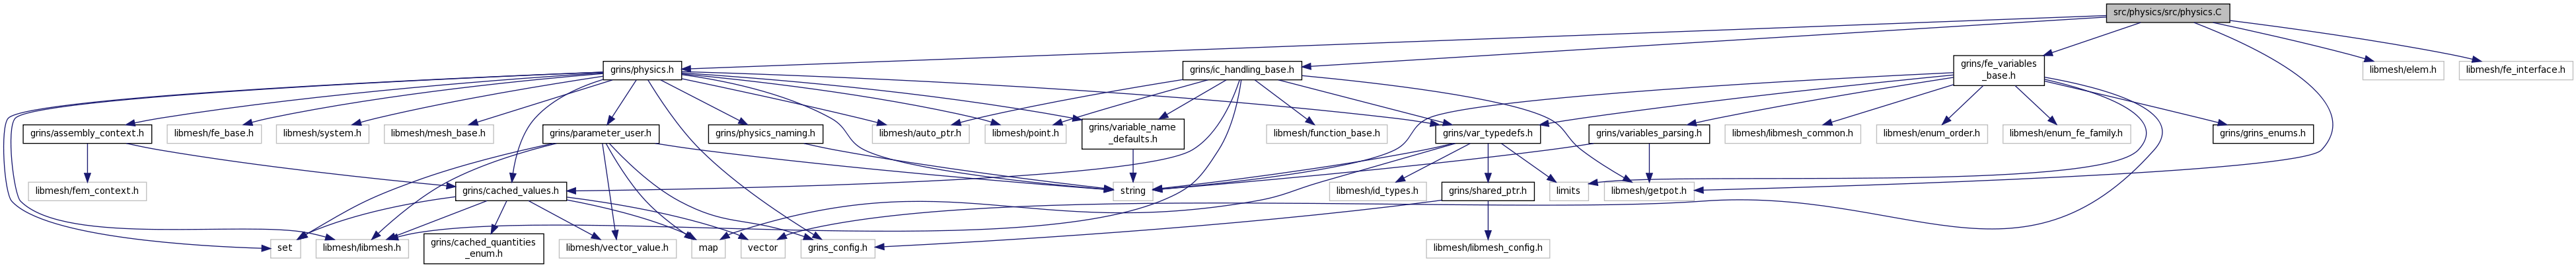 src/physics/src/physics.C
grins/physics.h
grins/ic_handling_base.h
grins/fe_variables
_base.h
libmesh/elem.h
libmesh/fe_interface.h
grins/assembly_context.h
libmesh/fe_base.h
libmesh/system.h
libmesh/mesh_base.h
grins/parameter_user.h
grins/physics_naming.h
libmesh/auto_ptr.h
libmesh/point.h
grins/variable_name
_defaults.h
libmesh/function_base.h
grins/var_typedefs.h
grins/variables_parsing.h
libmesh/libmesh_common.h
libmesh/enum_order.h
libmesh/enum_fe_family.h
grins/grins_enums.h
libmesh/fem_context.h
grins/cached_values.h
string
libmesh/id_types.h
grins/shared_ptr.h
limits
libmesh/getpot.h
set
libmesh/libmesh.h
grins/cached_quantities
_enum.h
libmesh/vector_value.h
map
vector
grins_config.h
libmesh/libmesh_config.h